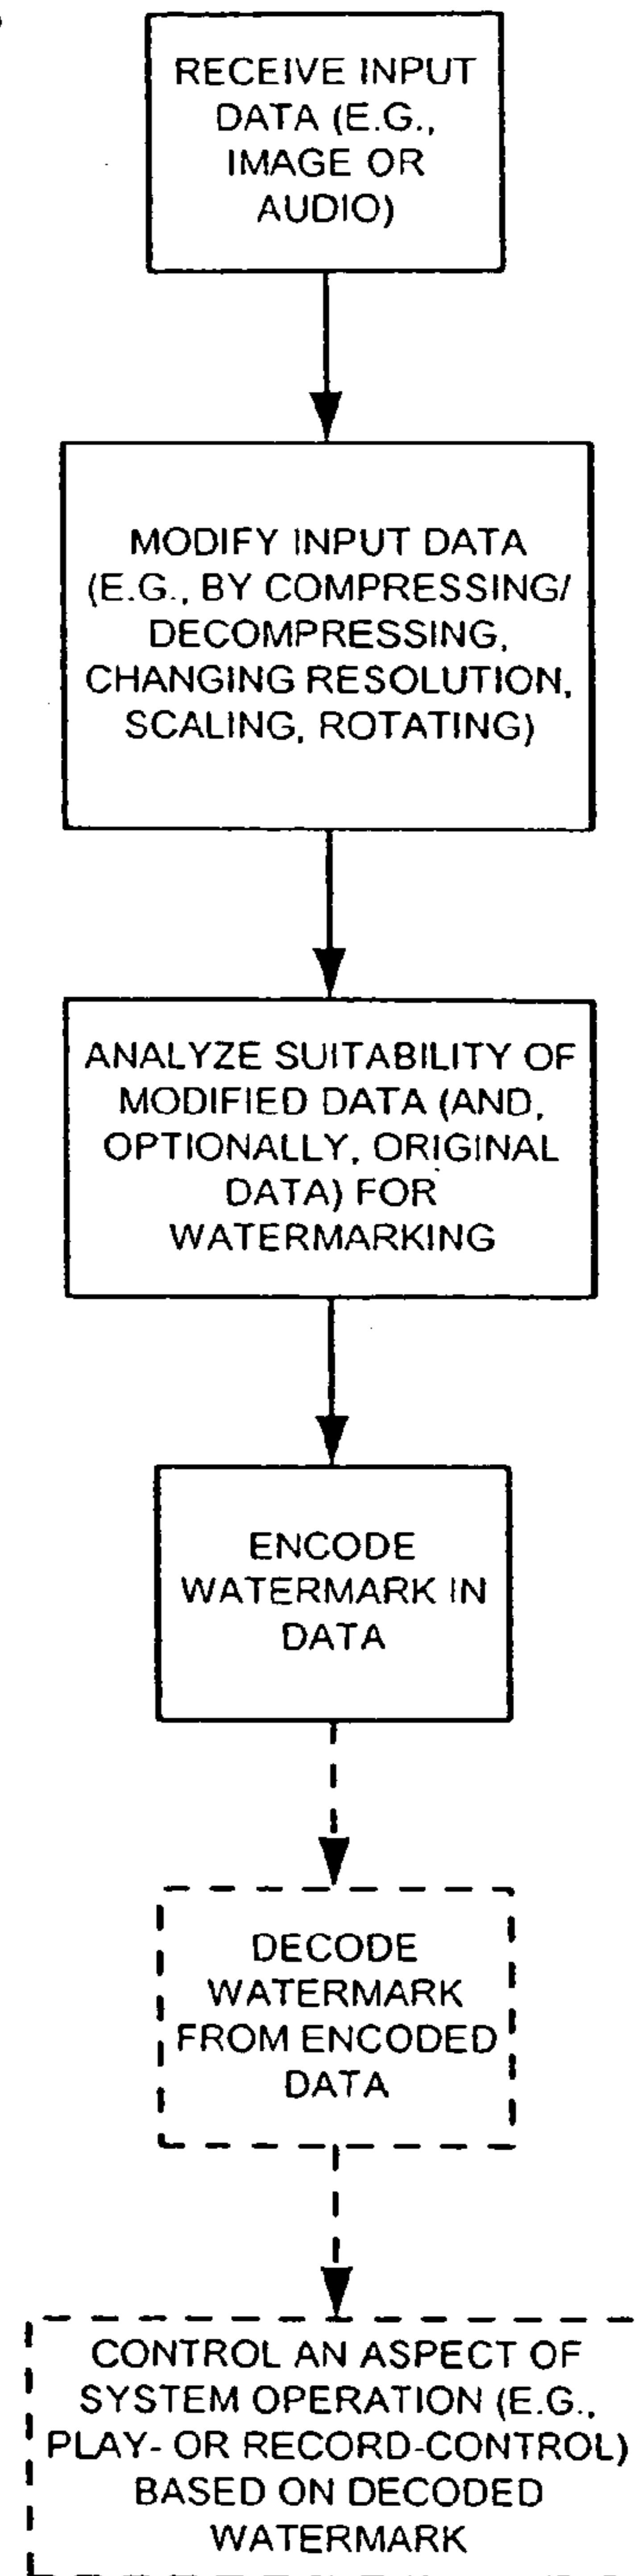 RECEIVE INPUT
DATA (E.G.,
IMAGE OR
AUDIO)
MODIFY INPUT DATA
(E.G., BY COMPRESSING/
DECOMPRESSING,
CHANGING RESOLUTION,
SCALING, ROTATING)
ANALYZE SUITABILITY OF
MODIFIED DATA (AND,
OPTIONALLY, ORIGINAL
DATA) FOR
WATERMARKING
ENCODE
WATERMARK IN
DATA
DECODE
WATERMARK
FROM ENCODED
DATA
CONTROL AN ASPECT OF
SYSTEM OPERATION (E.G.,
PLAY- OR RECORD-CONTROL)
BASED ON DECODED
WATERMARK